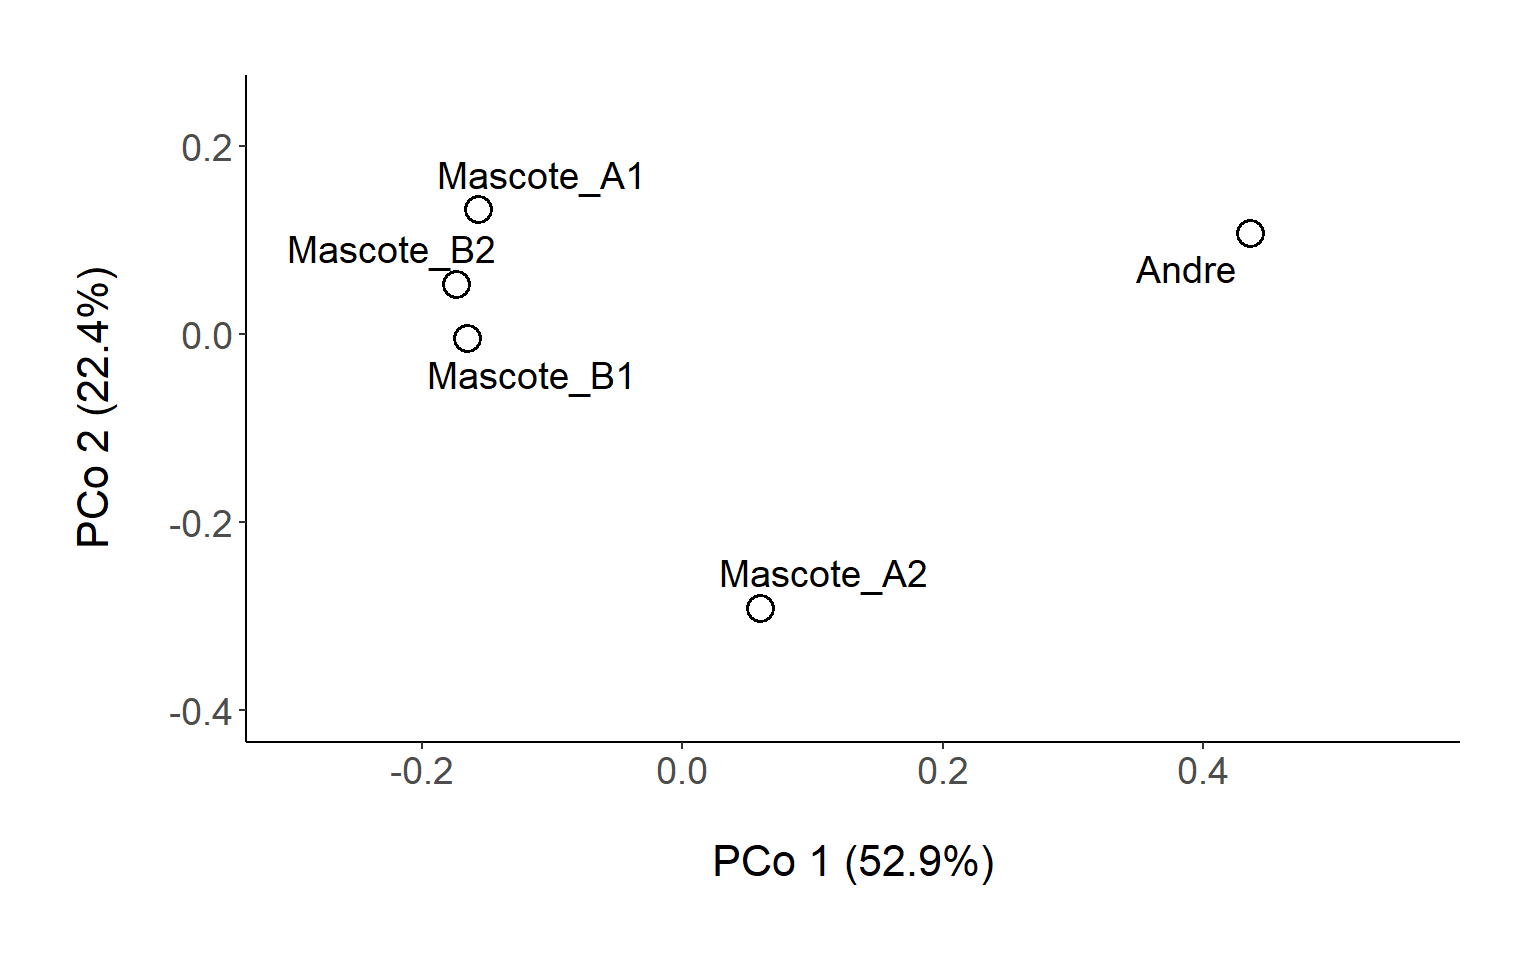 0.2
0.0
-0.2
-0.4
PCo 2 (22.4%)
Mascote_A1
Mascote_B2
Mascote_B1
Andre
Mascote_A2
-0.2
0.0
0.2
0.4
PCo 1 (52.9%)